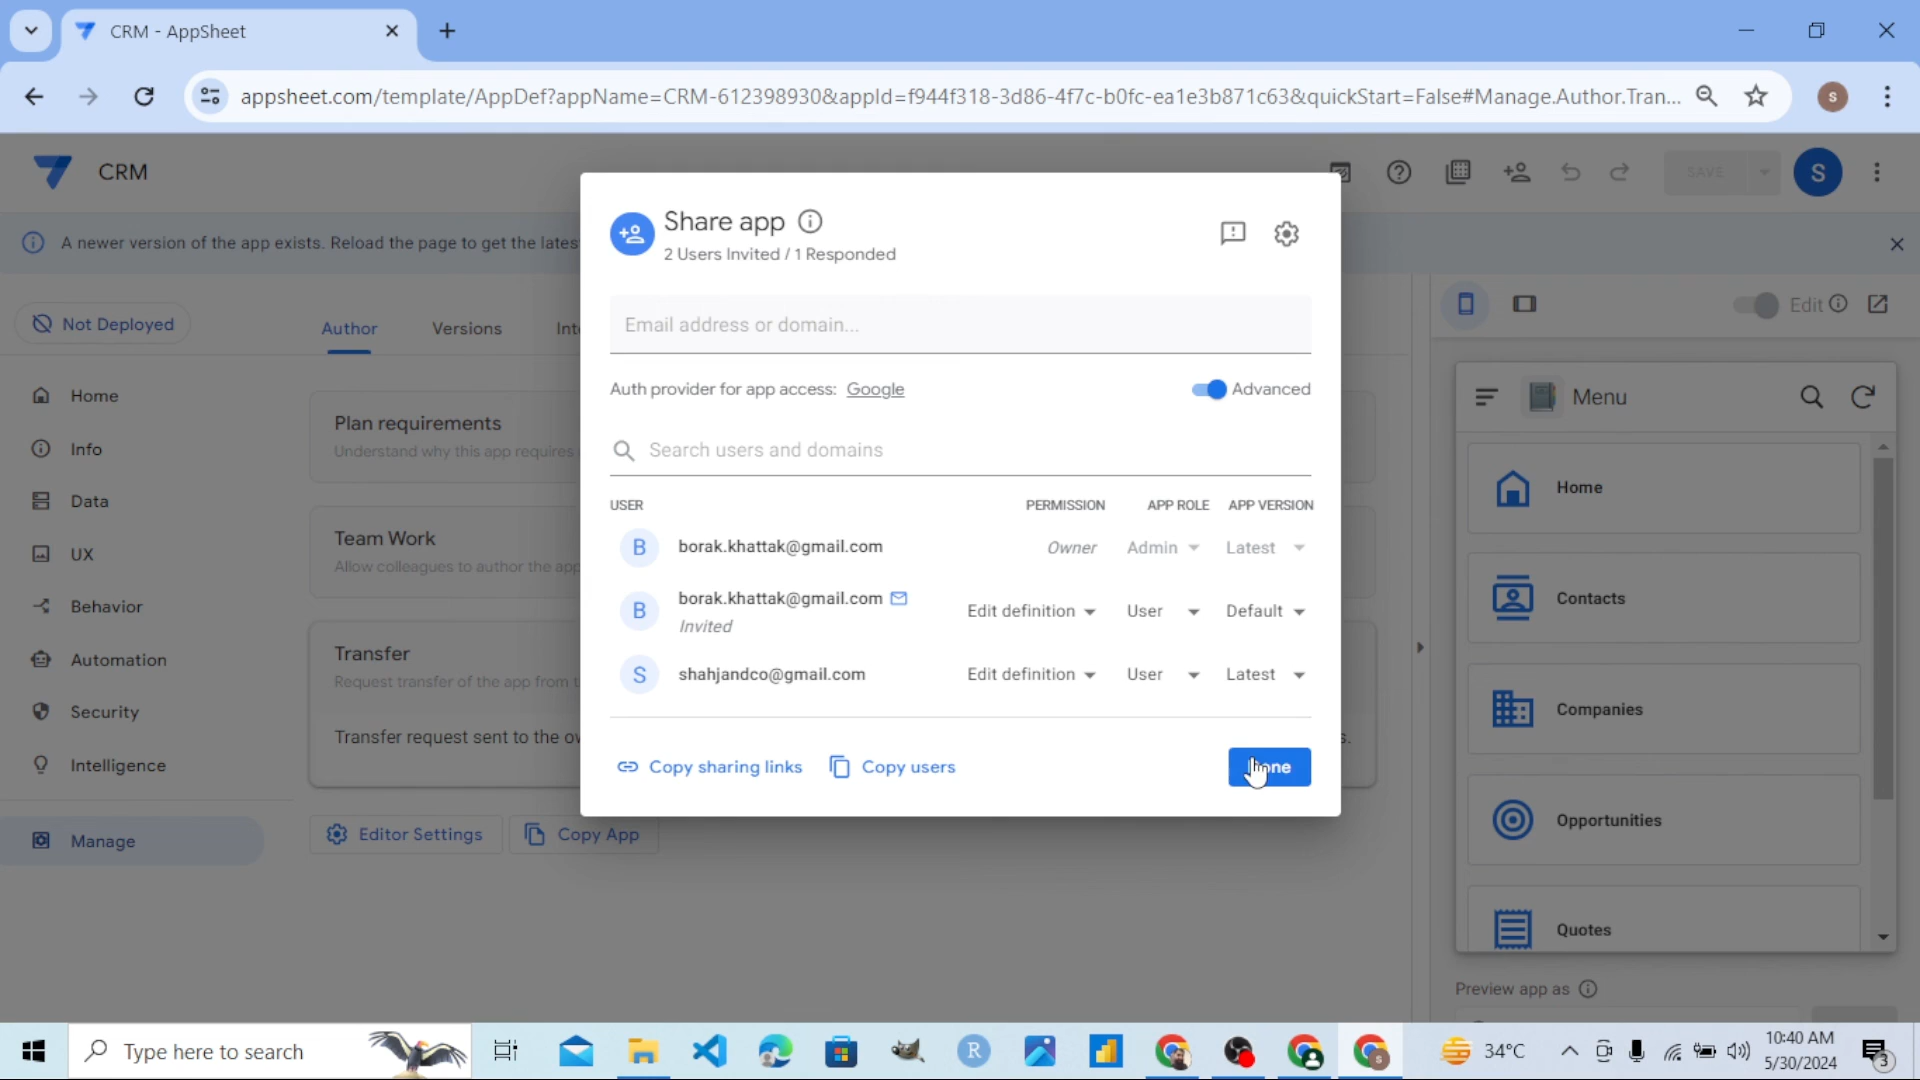 CRM - AppSheet
appsheet.com/template/AppDef?appName=CRM-612398930&appId=f944f318-3d86-4f7c-b0fc-ea1e3b871c63&quickStart=False#Manage.Author.Tran...
S
CRM
SAVE
S
A newer version of the app exists. Reload the page to get the lates
Not Deployed
Author
Versions
Int
Home
Info
Data
UX
Behavior
Automation
Security
Intelligence
Manage
Plan requirements
Understand why this app requires
Team Work
Allow colleagues to author the app
Transfer
Request transfer of the app from t
Transfer request sent to the ow
s.
Editor Settings
Copy App
Share app
2 Users Invited / 1 Responded
Email address or domain...
Auth provider for app access: Google
Advanced
Search users and domains
USER PERMISSION APP ROLE APP VERSION
B borak.khattak@gmail.com Owner Admin Latest
B borak.khattak@gmail.com Edit definition User Default
Invited
S shahjandco@gmail.com Edit definition User Latest
Copy sharing links
Copy users
one
Edit
Menu
Home
Contacts
Companies
Opportunities
Quotes
Preview app as
Type here to search
R
S
34°C
10:40 AM
5/30/2024
3